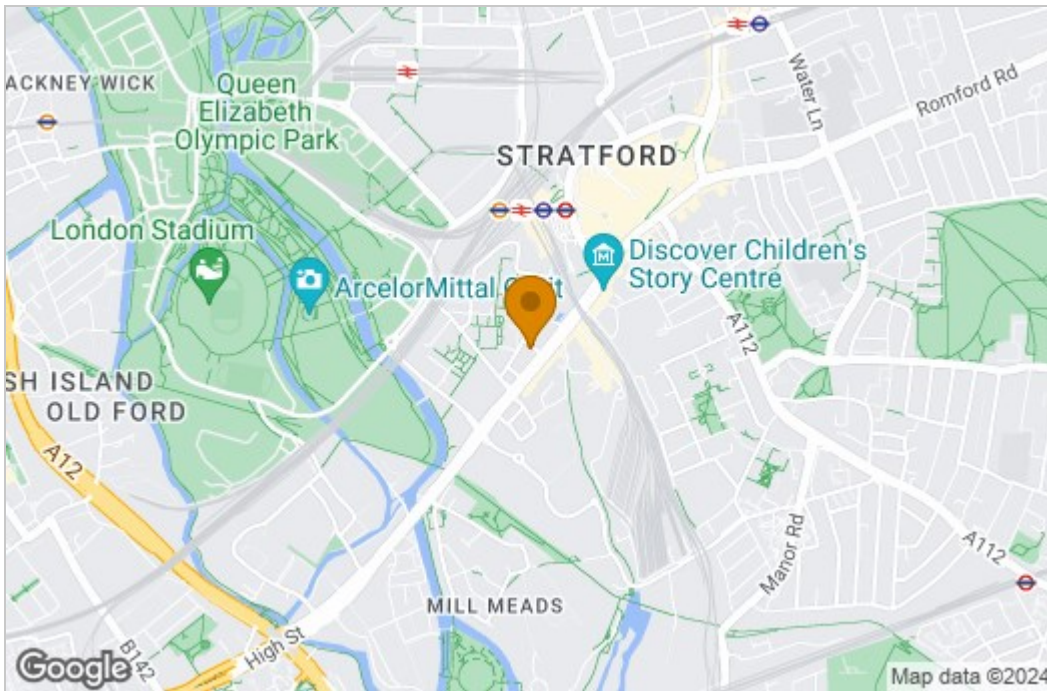 ACKNEY WICK
Queen
Elizabeth
Olympic Park
STRATFORD
Water Ln
Romford Rd
London Stadium
ArcelorMittal
Discover Children's
Story Centre
A112
SH ISLAND
OLD FORD
A12
Manor Rd
A112
MILL MEADS
High St
B142
Google
Map data ©2024